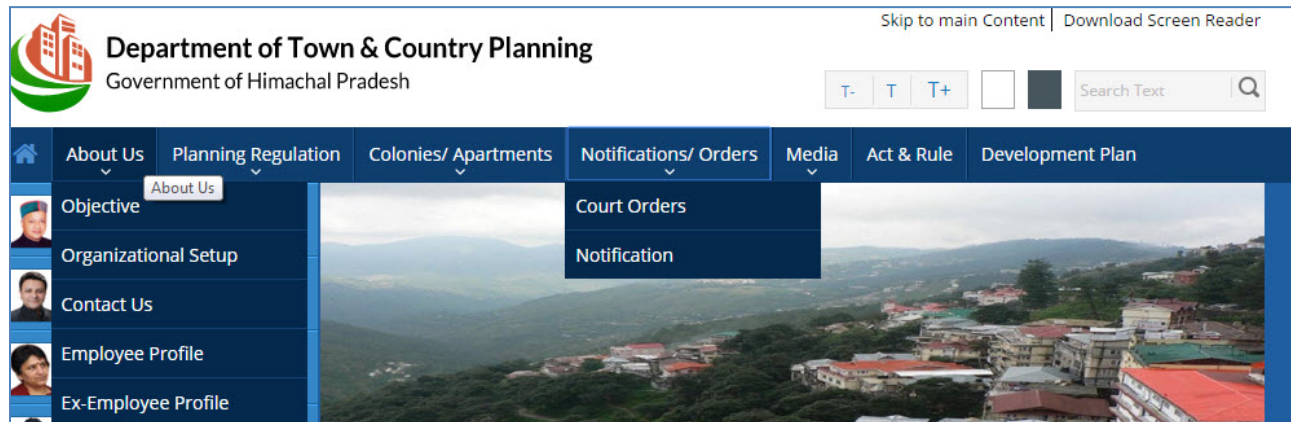 Skip to main Content Download Screen Reader
Department of Town & Country Planning
Government of Himachal Pradesh
T- T T+ Search Text
About Us Planning Regulation Colonies/ Apartments Notifications/ Orders Media Act & Rule Development Plan
About Us
Objective Court Orders
Organizational Setup Notification
Contact Us
Employee Profile
Ex-Employee Profile